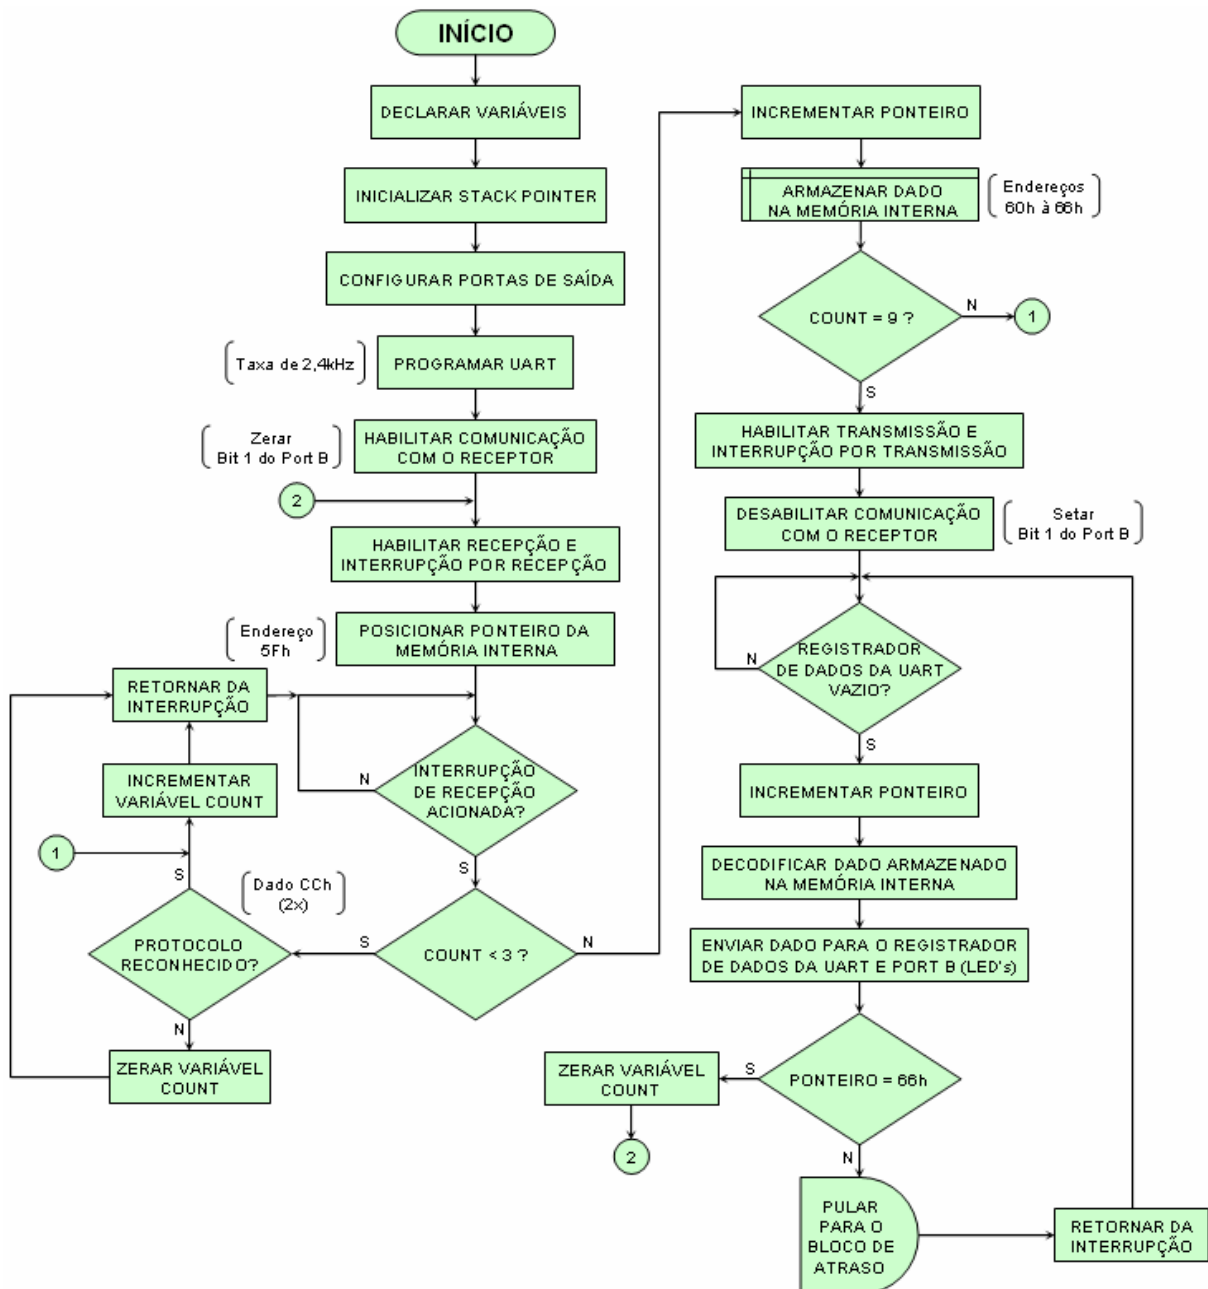 INÍCIO
DECLARAR VARIÁVEIS
INICIALIZAR STACK POINTER
CONFIGURAR PORTAS DE SAÍDA
Taxa de 2,4kHz
PROGRAMAR UART
Zerar
Bit 1 do Port B
HABILITAR COMUNICAÇÃO
COM O RECEPTOR
2
HABILITAR RECEPÇÃO E
INTERRUPÇÃO POR RECEPÇÃO
Endereço
5Fh
POSICIONAR PONTEIRO DA
MEMÓRIA INTERNA
RETORNAR DA
INTERRUPÇÃO
INCREMENTAR
VARIÁVEL COUNT
N
INTERRUPÇÃO
DE RECEPÇÃO
ACIONADA?
1
S
S
Dado CCh
(2x)
PROTOCOLO
RECONHECIDO?
S
COUNT < 3 ?
N
N
ZERAR VARIÁVEL
COUNT
INCREMENTAR PONTEIRO
ARMAZENAR DADO
NA MEMÓRIA INTERNA
Endereços
60h à 66h
COUNT = 9 ?
N
1
S
HABILITAR TRANSMISSÃO E
INTERRUPÇÃO POR TRANSMISSÃO
DESABILITAR COMUNICAÇÃO
COM O RECEPTOR
Setar
Bit 1 do Port B
N
REGISTRADOR
DE DADOS DA UART
VAZIO?
S
INCREMENTAR PONTEIRO
DECODIFICAR DADO ARMAZENADO
NA MEMÓRIA INTERNA
ENVIAR DADO PARA O REGISTRADOR
DE DADOS DA UART E PORT B (LED's)
PONTEIRO = 66h
S
ZERAR VARIÁVEL
COUNT
2
N
PULAR
PARA O
BLOCO DE
ATRASO
RETORNAR DA
INTERRUPÇÃO